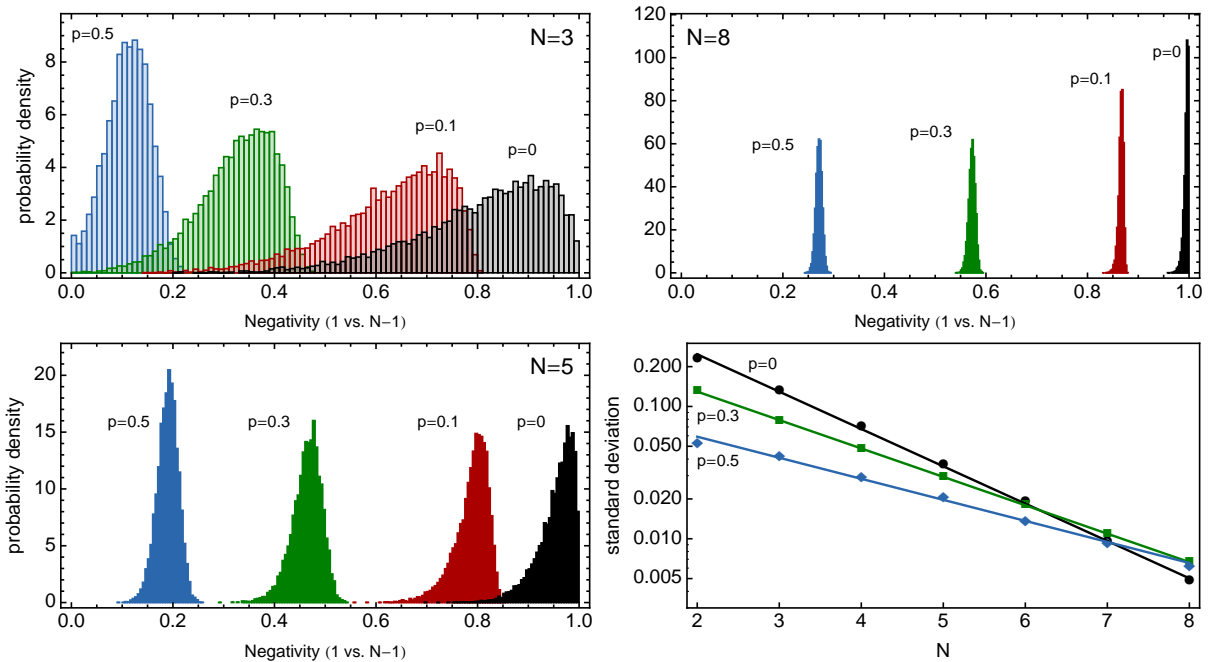 p=0.5
N=3
p=0.3
p=0.1
p=0
probability density
0
2
4
6
8
0.0
0.2
0.4
0.6
0.8
1.0
Negativity (1 vs. N−1)
N=8
p=0
p=0.1
p=0.3
p=0.5
0
20
40
60
80
100
120
0.0
0.2
0.4
0.6
0.8
1.0
Negativity (1 vs. N−1)
N=5
p=0.5
p=0.3
p=0.1
p=0
probability density
0
5
10
15
20
0.0
0.2
0.4
0.6
0.8
1.0
Negativity (1 vs. N−1)
p=0
p=0.3
p=0.5
standard deviation
0.200
0.100
0.050
0.020
0.010
0.005
2
3
4
5
6
7
8
N